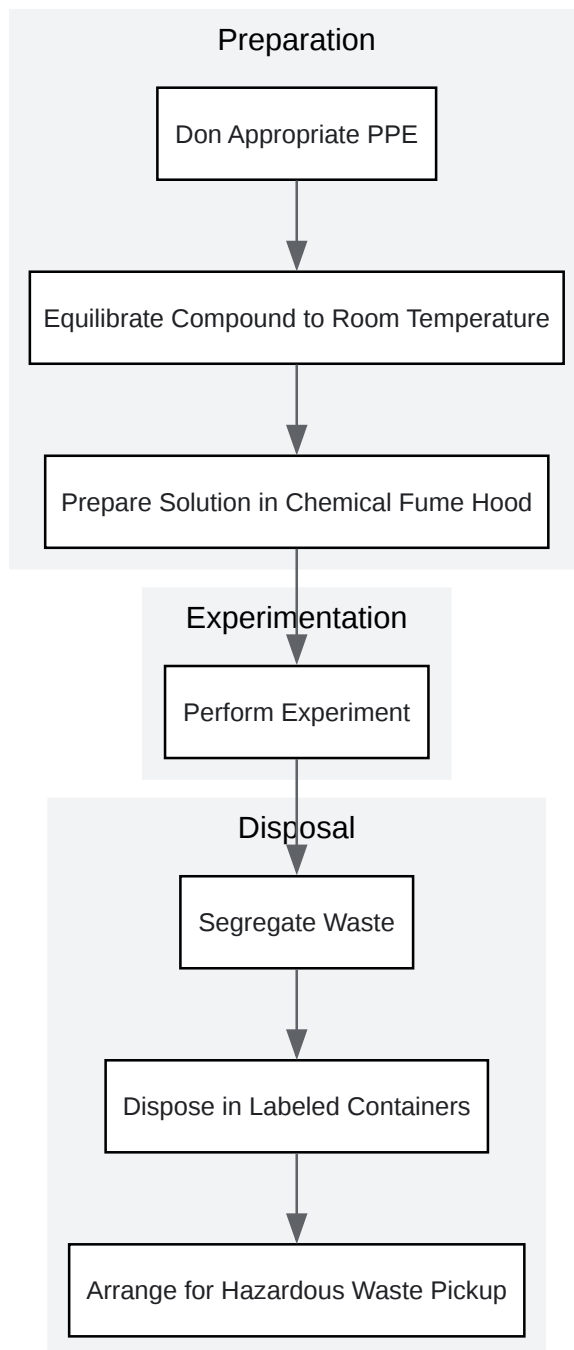 Preparation
Don Appropriate PPE
Equilibrate Compound to Room Temperature
Prepare Solution in Chemical Fume Hood
Experimentation
Perform Experiment
Disposal
Segregate Waste
Dispose in Labeled Containers
Arrange for Hazardous Waste Pickup